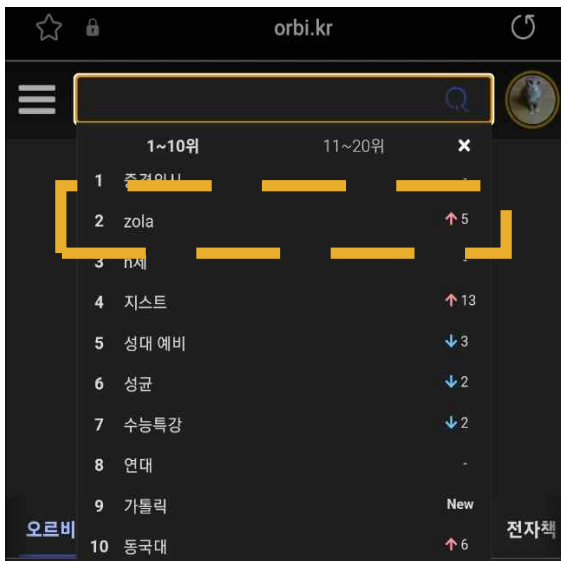 orbi.kr
1~10위 11~20위 ×
1 -
2 zola ↑ 5
3 n제 -
4 지스트 ↑ 13
5 성대 예비 ↓ 3
6 성균 ↓ 2
7 수능특강 ↓ 2
8 연대 -
9 가톨릭 New
10 동국대 ↑ 6
오르비 전자책